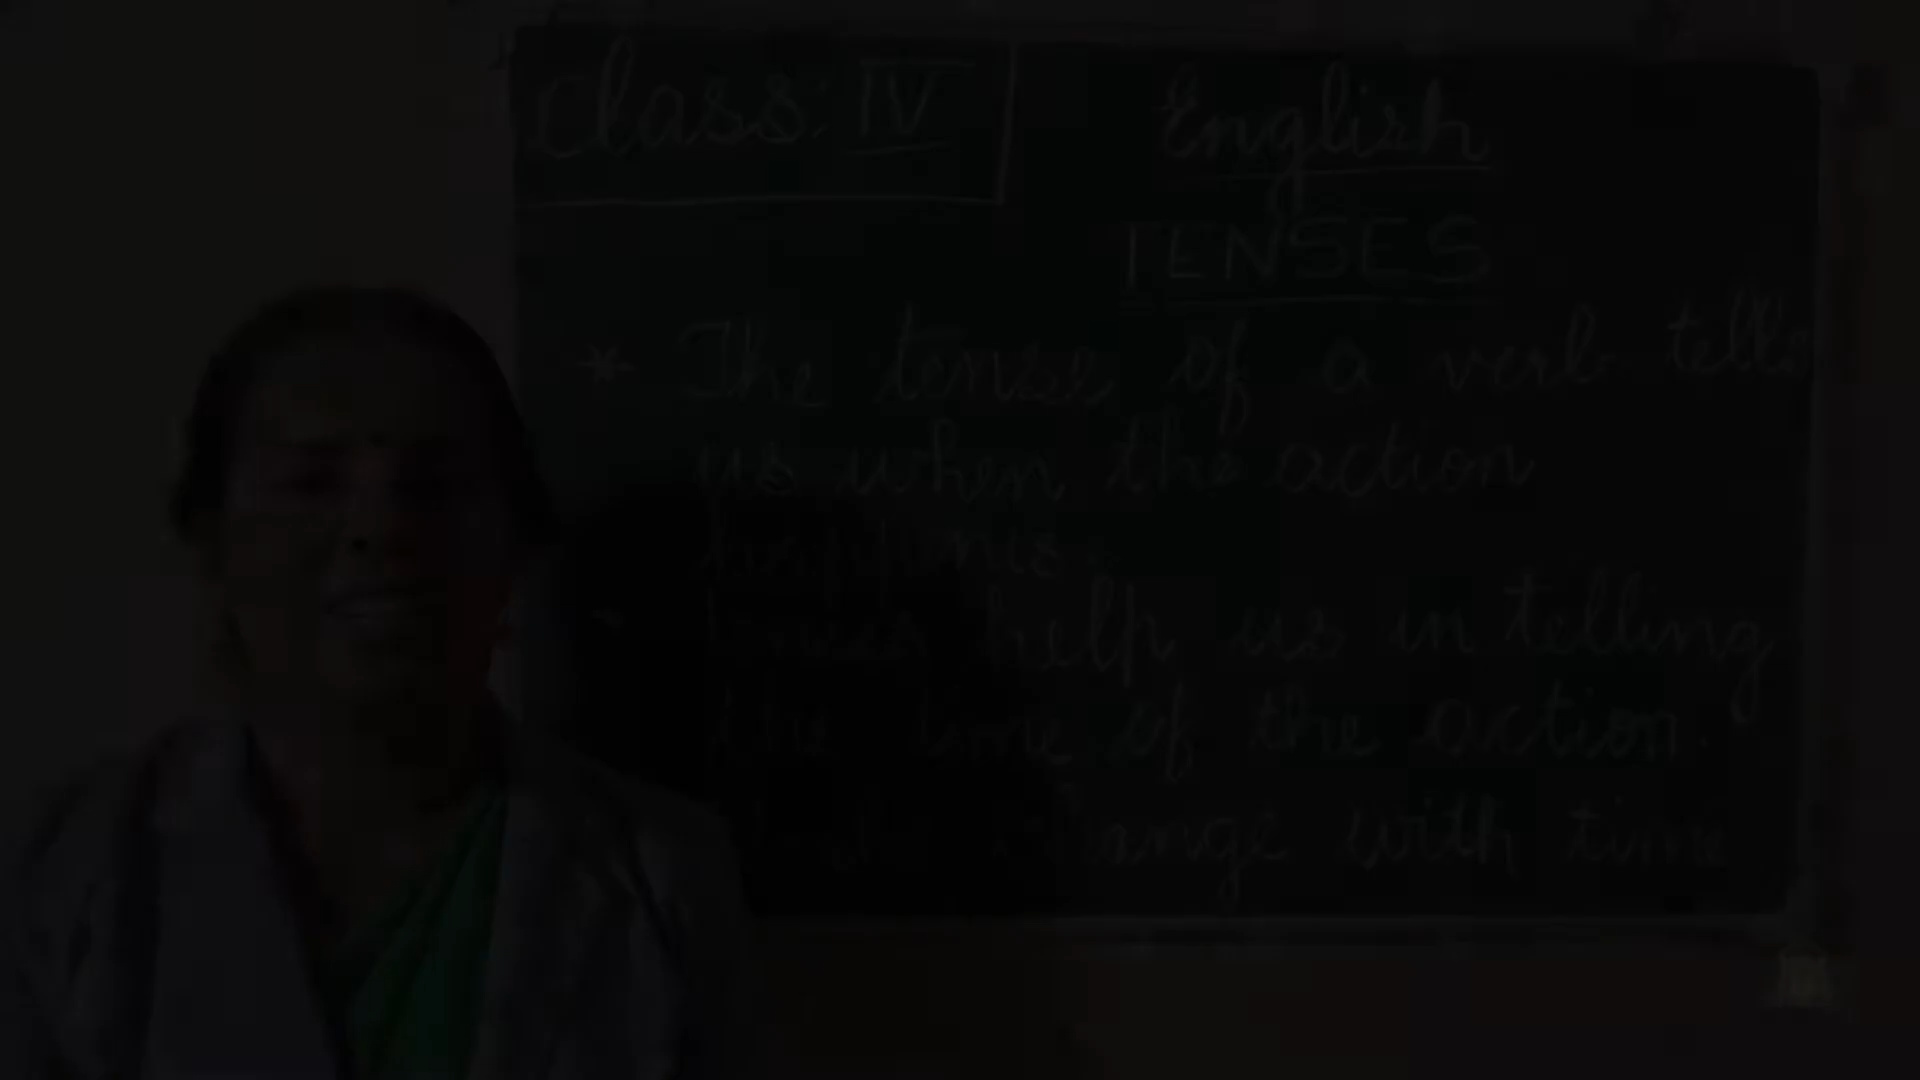 Class: IV
English
TENSES
* The tense of a verb tells
us when the action
happens.
help us in telling
the time of the action.
with time